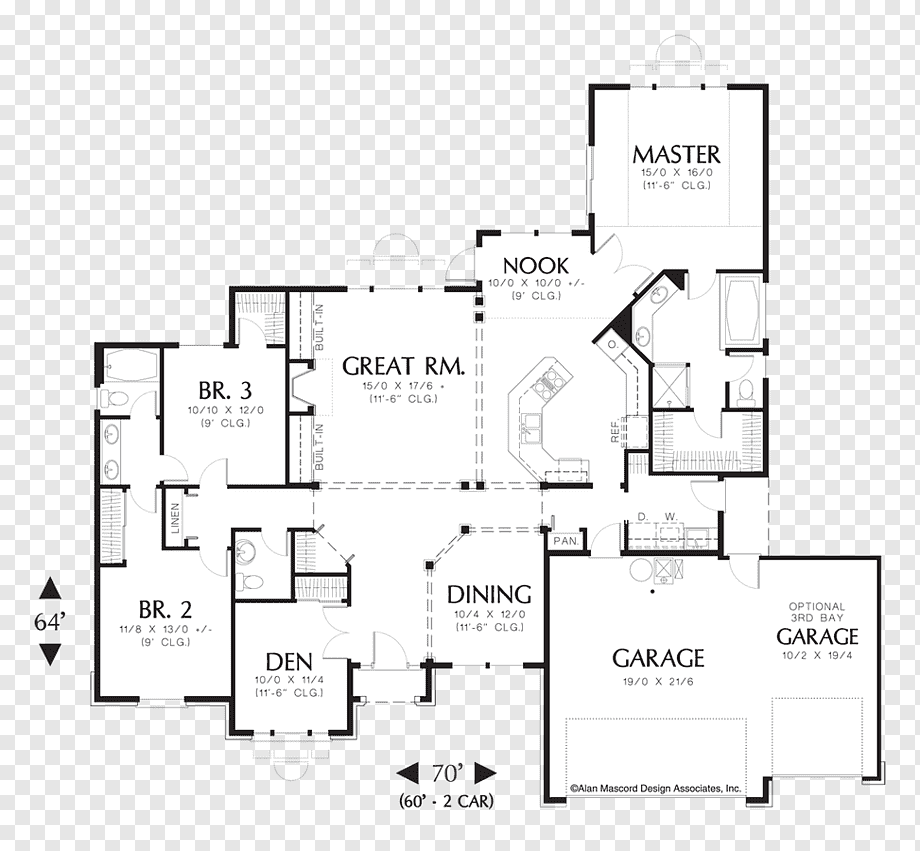 MASTER
15/0 X 16/0
(11'-6" CLG.)
NOOK
10/0 X 10/0 +/-
(9' CLG.)
BUILT-IN
GREAT RM.
15/0 X 17/6 +
(11'-6" CLG.)
BUILT-IN
BR. 3
10/10 X 12/0
(9' CLG.)
REF.
LINEN
D. W.
PAN.
64'
BR. 2
11/8 X 13/0 +/-
(9' CLG.)
DEN
10/0 X 11/4
(11'-6" CLG.)
DINING
10/4 X 12/0
(11'-6" CLG.)
GARAGE
19/0 X 21/6
OPTIONAL
3RD BAY
GARAGE
10/2 X 19/4
70'
(60' - 2 CAR)
©Alan Mascord Design Associates, Inc.